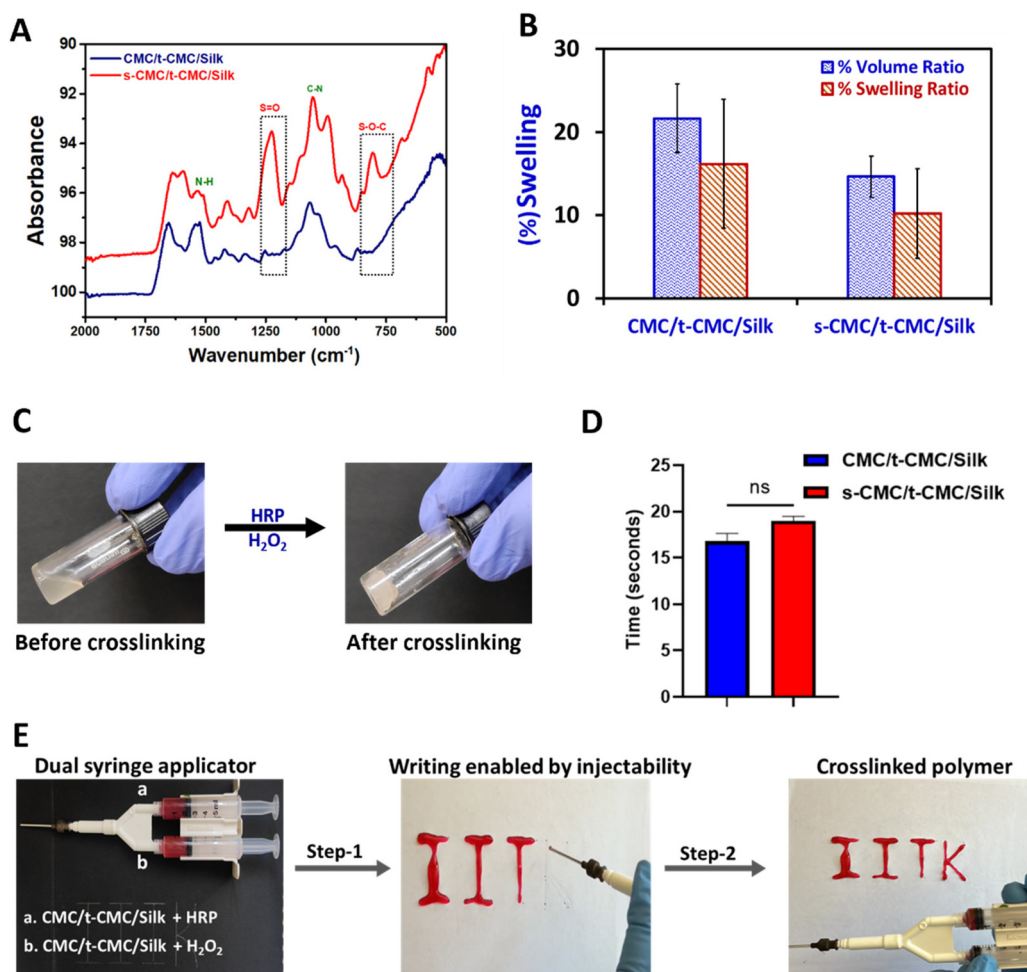 A
90
92
94
96
98
100
Absorbance
CMC/t-CMC/Silk
s-CMC/t-CMC/Silk
S=O
C-N
S-O-C
N-H
2000 1750 1500 1250 1000 750 500
Wavenumber (cm⁻¹)
B
30
20
10
0
(%)Swelling
% Volume Ratio
% Swelling Ratio
CMC/t-CMC/Silk s-CMC/t-CMC/Silk
C
HRP
H₂O₂
Before crosslinking After crosslinking
D
CMC/t-CMC/Silk
s-CMC/t-CMC/Silk
25
20
15
10
5
0
Time (seconds)
ns
E
Dual syringe applicator
a
b
a. CMC/t-CMC/Silk + HRP
b. CMC/t-CMC/Silk + H₂O₂
Step-1
Writing enabled by injectability
I I T
Step-2
Crosslinked polymer
I I T K